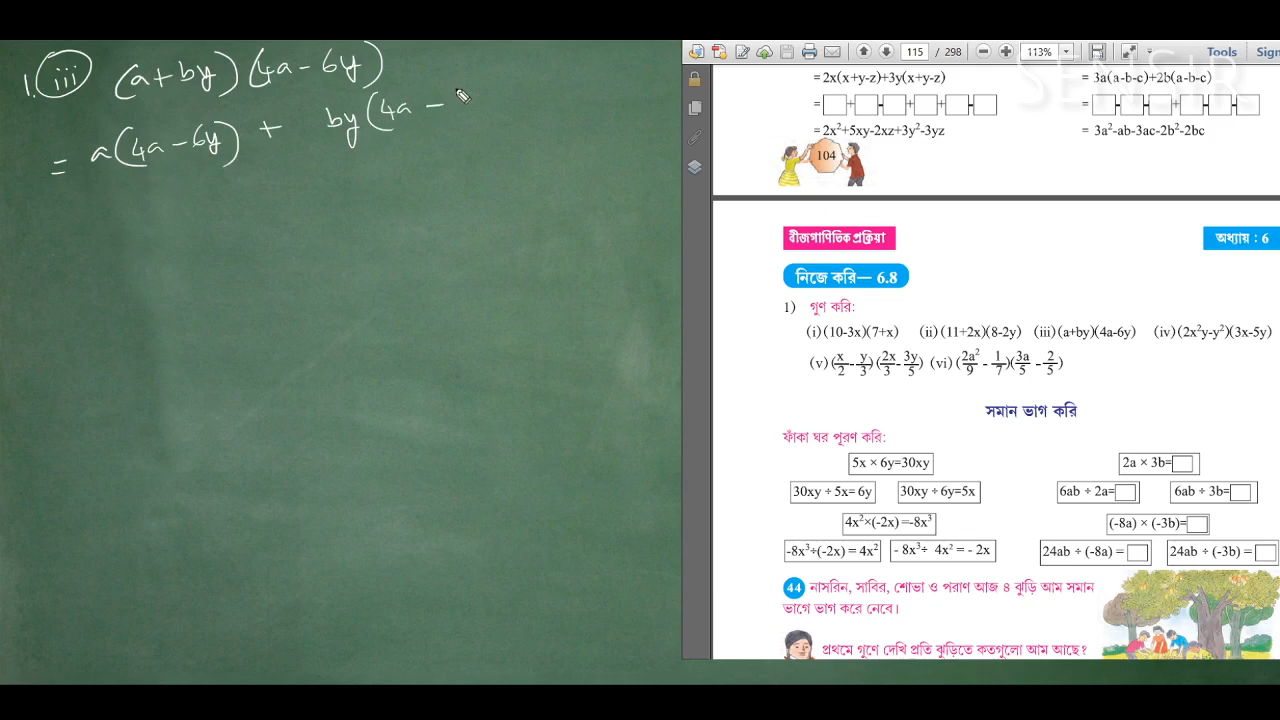 1. iii (a+by)(4a-6y)
= a(4a-6y) + by(4a-
115 / 298 113% Tools Sign
SENSIR
= 2x(x+y-z)+3y(x+y-z)
= □+□-□+□+□-□
= 2x²+5xy-2xz+3y²-3yz
= 3a(a-b-c)+2b(a-b-c)
= □-□-□+□-□-□
= 3a²-ab-3ac-2b²-2bc
104
বীজগাণিতিক প্রক্রিয়া
অধ্যায় : 6
নিজে করি— 6.8
1) গুণ করি:
(i) (10-3x)(7+x) (ii) (11+2x)(8-2y) (iii) (a+by)(4a-6y) (iv) (2x²y-y²)(3x-5y)
(v) (x/2 - y/3)(2x/3 - 3y/5) (vi) (2a²/9 - 1/7)(3a/5 - 2/5)
সমান ভাগ করি
ফাঁকা ঘর পূরণ করি:
5x × 6y=30xy 2a × 3b=□
30xy ÷ 5x= 6y 30xy ÷ 6y=5x 6ab ÷ 2a=□ 6ab ÷ 3b=□
4x²×(-2x) =-8x³ (-8a) × (-3b)=□
-8x³÷(-2x) = 4x² - 8x³÷ 4x² = - 2x 24ab ÷ (-8a) = □ 24ab ÷ (-3b) = □
44 নাসরিন, সাবির, শোভা ও পরাণ আজ ৪ ঝুড়ি আম সমান
ভাগে ভাগ করে নেবে।
প্রথমে গুণে দেখি প্রতি ঝুড়িতে কতগুলো আম আছে?